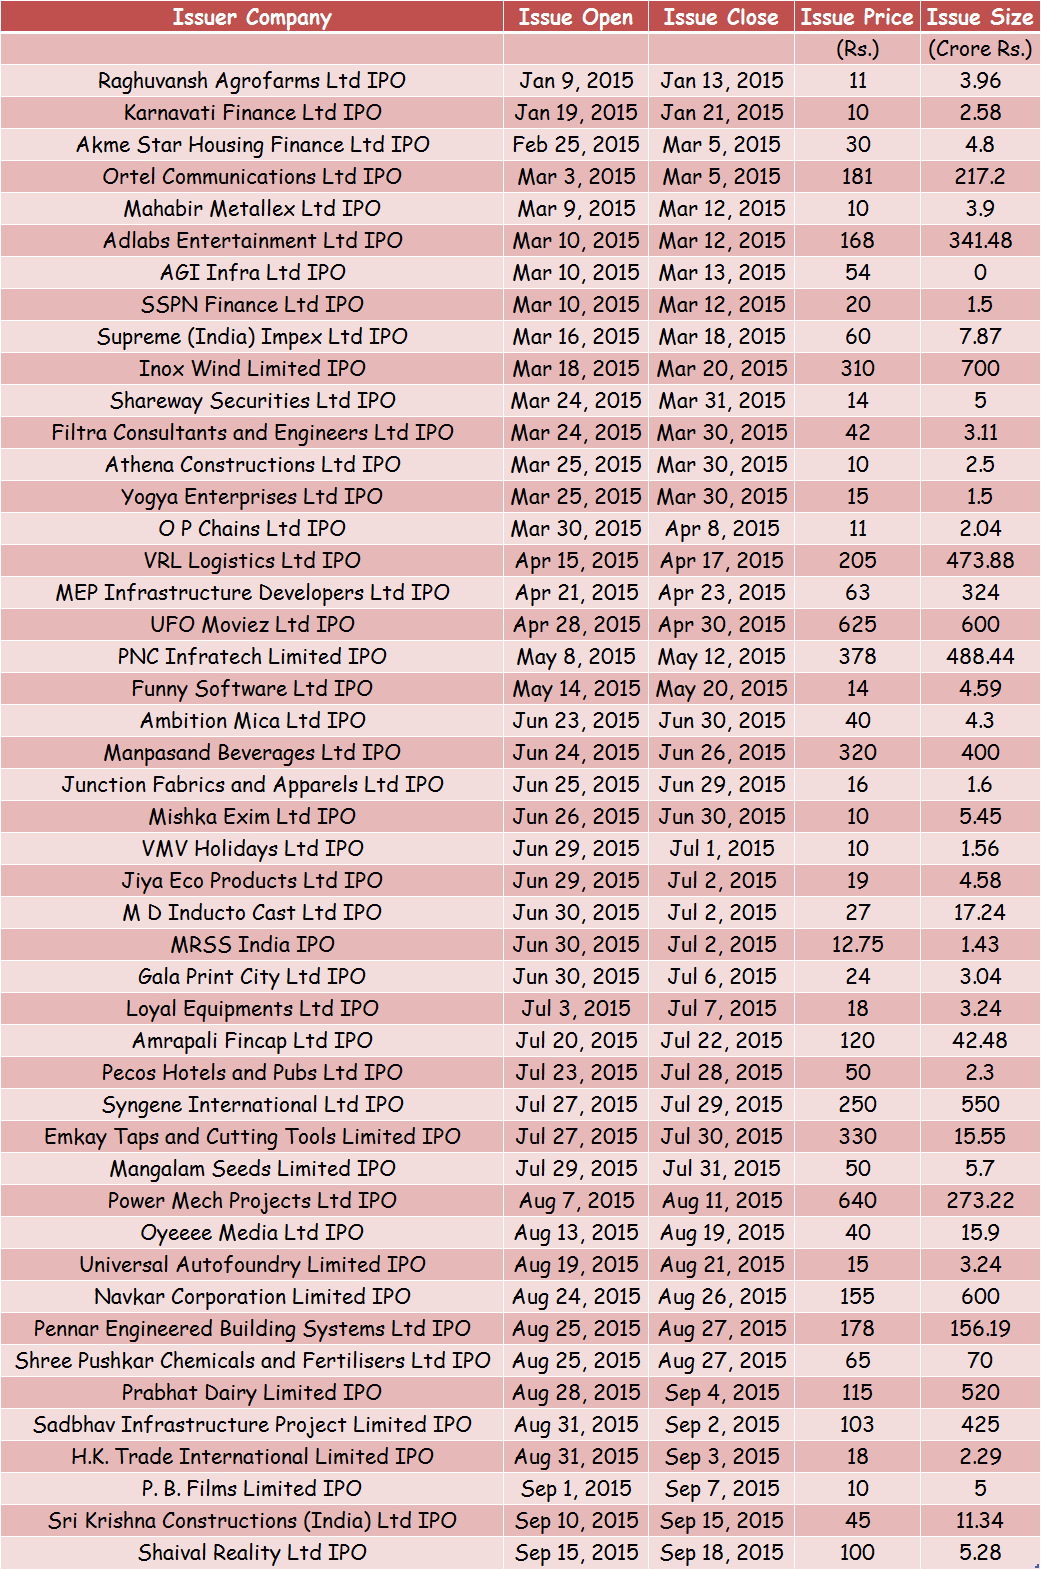 Issuer Company Issue Open Issue Close Issue Price Issue Size
(Rs.) (Crore Rs.)
Raghuvansh Agrofarms Ltd IPO Jan 9, 2015 Jan 13, 2015 11 3.96
Karnavati Finance Ltd IPO Jan 19, 2015 Jan 21, 2015 10 2.58
Akme Star Housing Finance Ltd IPO Feb 25, 2015 Mar 5, 2015 30 4.8
Ortel Communications Ltd IPO Mar 3, 2015 Mar 5, 2015 181 217.2
Mahabir Metallex Ltd IPO Mar 9, 2015 Mar 12, 2015 10 3.9
Adlabs Entertainment Ltd IPO Mar 10, 2015 Mar 12, 2015 168 341.48
AGI Infra Ltd IPO Mar 10, 2015 Mar 13, 2015 54 0
SSPN Finance Ltd IPO Mar 10, 2015 Mar 12, 2015 20 1.5
Supreme (India) Impex Ltd IPO Mar 16, 2015 Mar 18, 2015 60 7.87
Inox Wind Limited IPO Mar 18, 2015 Mar 20, 2015 310 700
Shareway Securities Ltd IPO Mar 24, 2015 Mar 31, 2015 14 5
Filtra Consultants and Engineers Ltd IPO Mar 24, 2015 Mar 30, 2015 42 3.11
Athena Constructions Ltd IPO Mar 25, 2015 Mar 30, 2015 10 2.5
Yogya Enterprises Ltd IPO Mar 25, 2015 Mar 30, 2015 15 1.5
O P Chains Ltd IPO Mar 30, 2015 Apr 8, 2015 11 2.04
VRL Logistics Ltd IPO Apr 15, 2015 Apr 17, 2015 205 473.88
MEP Infrastructure Developers Ltd IPO Apr 21, 2015 Apr 23, 2015 63 324
UFO Moviez Ltd IPO Apr 28, 2015 Apr 30, 2015 625 600
PNC Infratech Limited IPO May 8, 2015 May 12, 2015 378 488.44
Funny Software Ltd IPO May 14, 2015 May 20, 2015 14 4.59
Ambition Mica Ltd IPO Jun 23, 2015 Jun 30, 2015 40 4.3
Manpasand Beverages Ltd IPO Jun 24, 2015 Jun 26, 2015 320 400
Junction Fabrics and Apparels Ltd IPO Jun 25, 2015 Jun 29, 2015 16 1.6
Mishka Exim Ltd IPO Jun 26, 2015 Jun 30, 2015 10 5.45
VMV Holidays Ltd IPO Jun 29, 2015 Jul 1, 2015 10 1.56
Jiya Eco Products Ltd IPO Jun 29, 2015 Jul 2, 2015 19 4.58
M D Inducto Cast Ltd IPO Jun 30, 2015 Jul 2, 2015 27 17.24
MRSS India IPO Jun 30, 2015 Jul 2, 2015 12.75 1.43
Gala Print City Ltd IPO Jun 30, 2015 Jul 6, 2015 24 3.04
Loyal Equipments Ltd IPO Jul 3, 2015 Jul 7, 2015 18 3.24
Amrapali Fincap Ltd IPO Jul 20, 2015 Jul 22, 2015 120 42.48
Pecos Hotels and Pubs Ltd IPO Jul 23, 2015 Jul 28, 2015 50 2.3
Syngene International Ltd IPO Jul 27, 2015 Jul 29, 2015 250 550
Emkay Taps and Cutting Tools Limited IPO Jul 27, 2015 Jul 30, 2015 330 15.55
Mangalam Seeds Limited IPO Jul 29, 2015 Jul 31, 2015 50 5.7
Power Mech Projects Ltd IPO Aug 7, 2015 Aug 11, 2015 640 273.22
Oyeeee Media Ltd IPO Aug 13, 2015 Aug 19, 2015 40 15.9
Universal Autofoundry Limited IPO Aug 19, 2015 Aug 21, 2015 15 3.24
Navkar Corporation Limited IPO Aug 24, 2015 Aug 26, 2015 155 600
Pennar Engineered Building Systems Ltd IPO Aug 25, 2015 Aug 27, 2015 178 156.19
Shree Pushkar Chemicals and Fertilisers Ltd IPO Aug 25, 2015 Aug 27, 2015 65 70
Prabhat Dairy Limited IPO Aug 28, 2015 Sep 4, 2015 115 520
Sadbhav Infrastructure Project Limited IPO Aug 31, 2015 Sep 2, 2015 103 425
H.K. Trade International Limited IPO Aug 31, 2015 Sep 3, 2015 18 2.29
P. B. Films Limited IPO Sep 1, 2015 Sep 7, 2015 10 5
Sri Krishna Constructions (India) Ltd IPO Sep 10, 2015 Sep 15, 2015 45 11.34
Shaival Reality Ltd IPO Sep 15, 2015 Sep 18, 2015 100 5.28